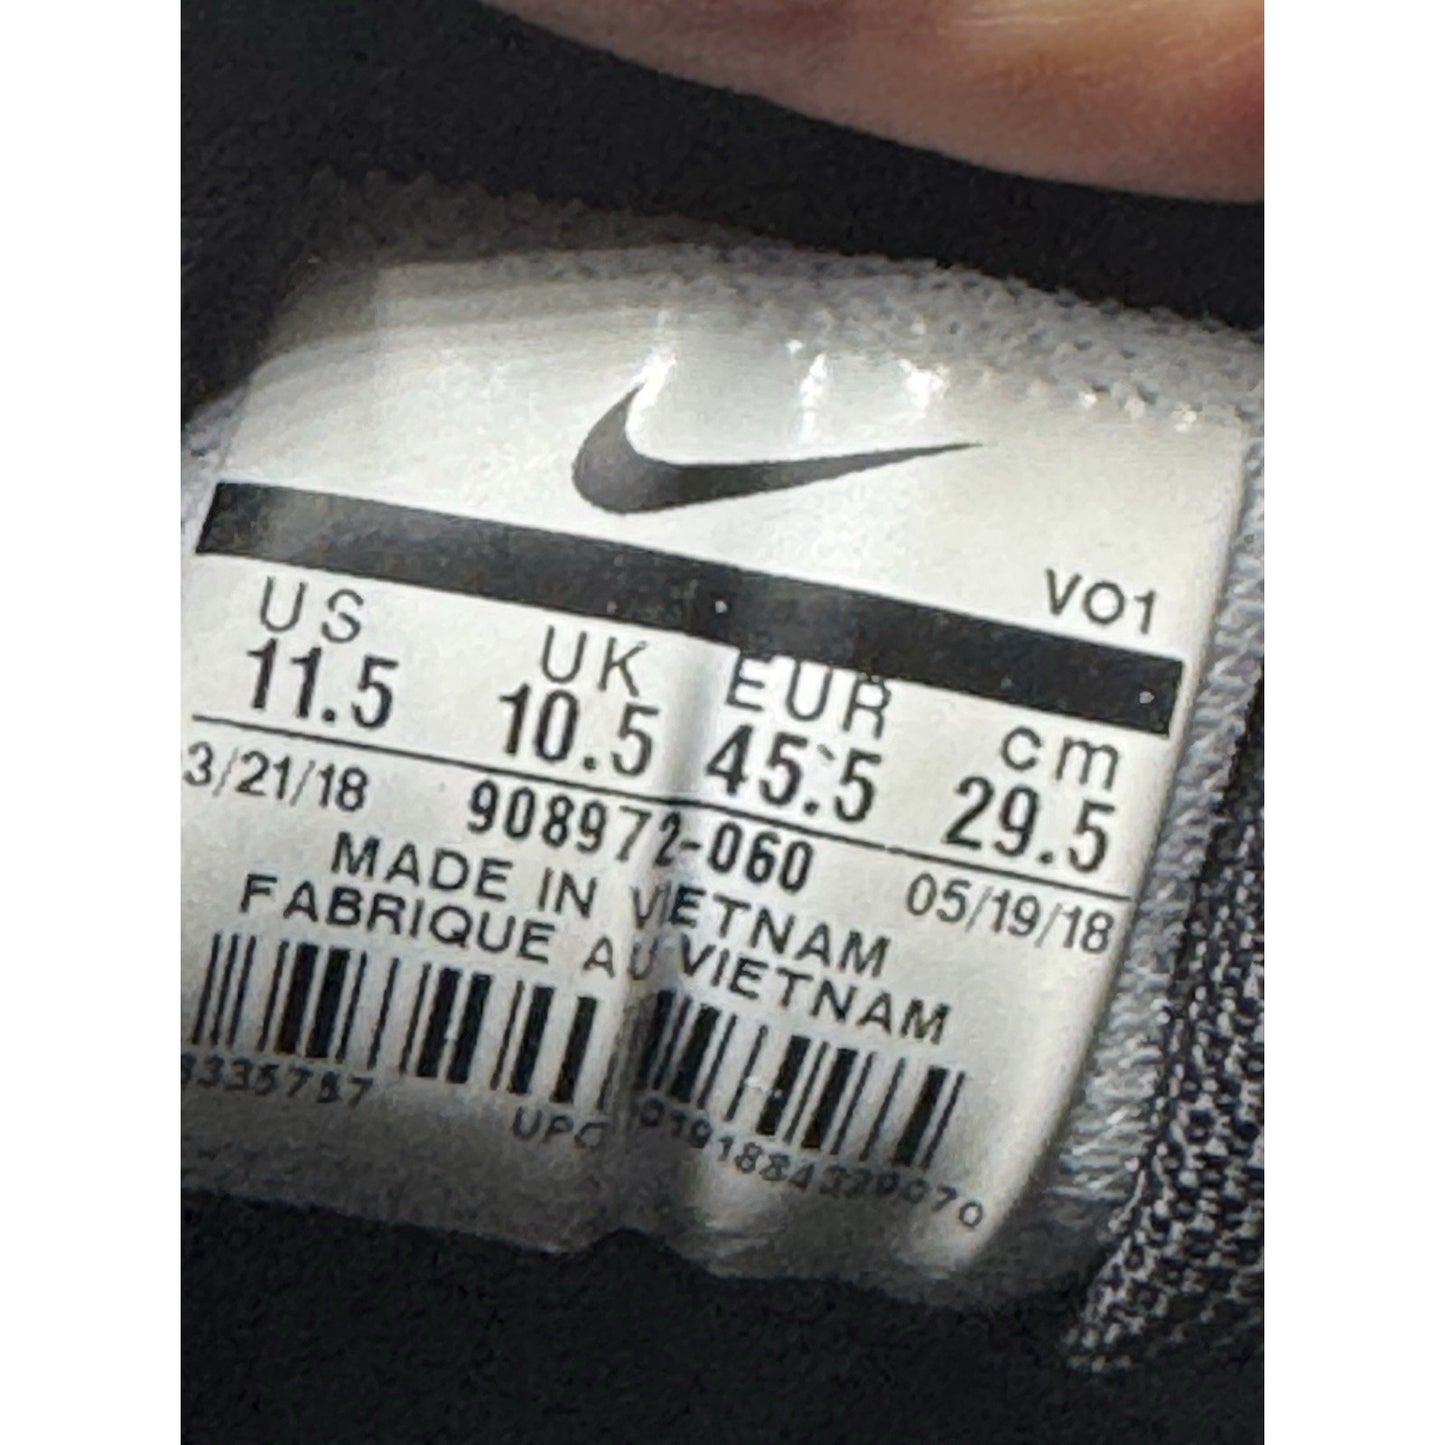 VO1
US UK EUR cm
11.5 10.5 45.5 29.5
3/21/18 908972-060 05/19/18
MADE IN VIETNAM
FABRIQUE AU VIETNAM
UPC